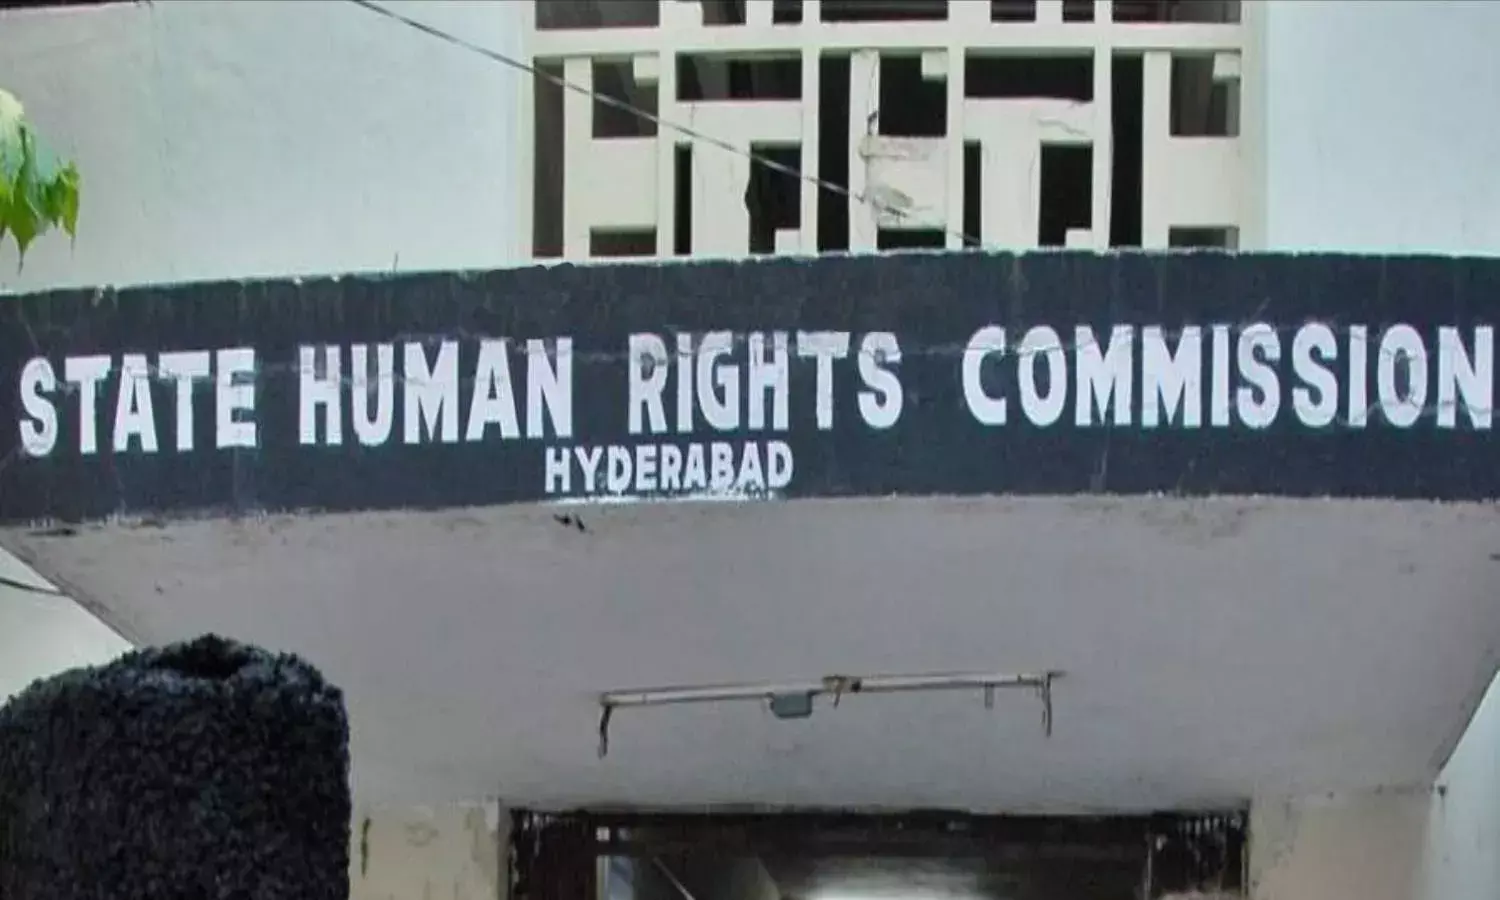 STATE HUMAN RIGHTS COMMISSION
HYDERABAD